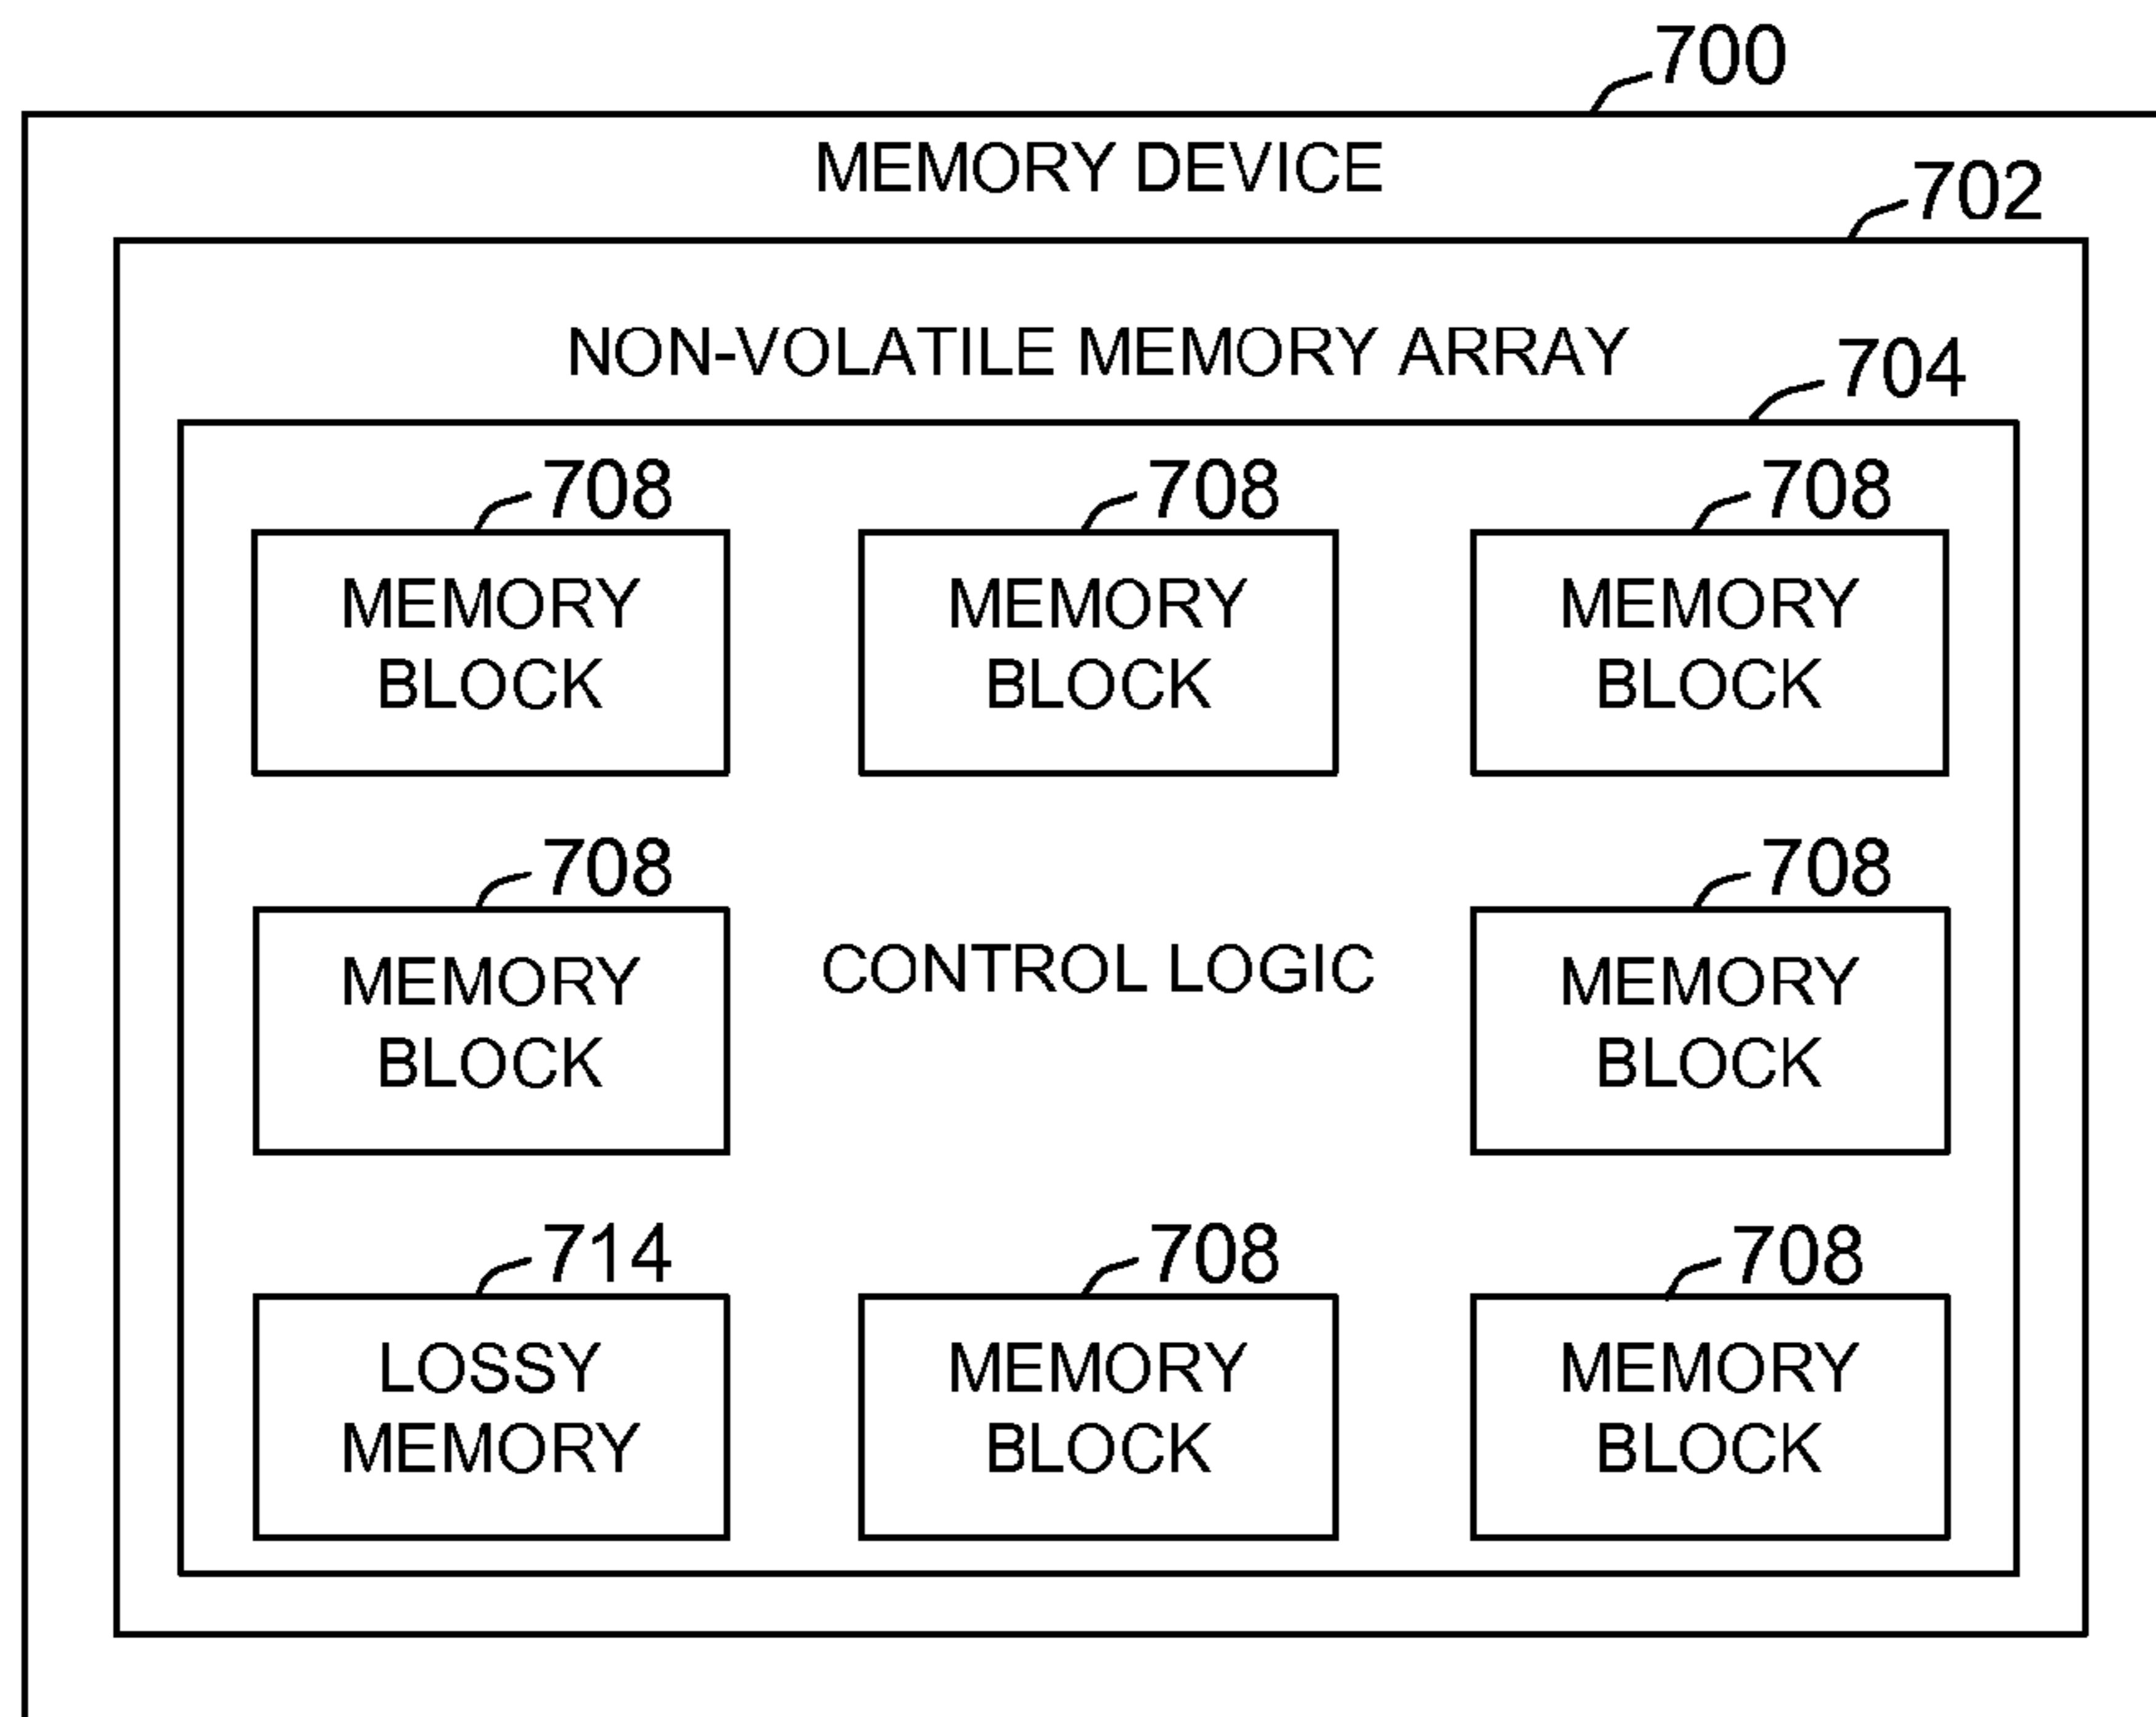 700
MEMORY DEVICE
702
NON-VOLATILE MEMORY ARRAY
704
708 708 708
MEMORY MEMORY MEMORY
BLOCK BLOCK BLOCK
708 708
MEMORY CONTROL LOGIC MEMORY
BLOCK BLOCK
714 708 708
LOSSY MEMORY MEMORY
MEMORY BLOCK BLOCK